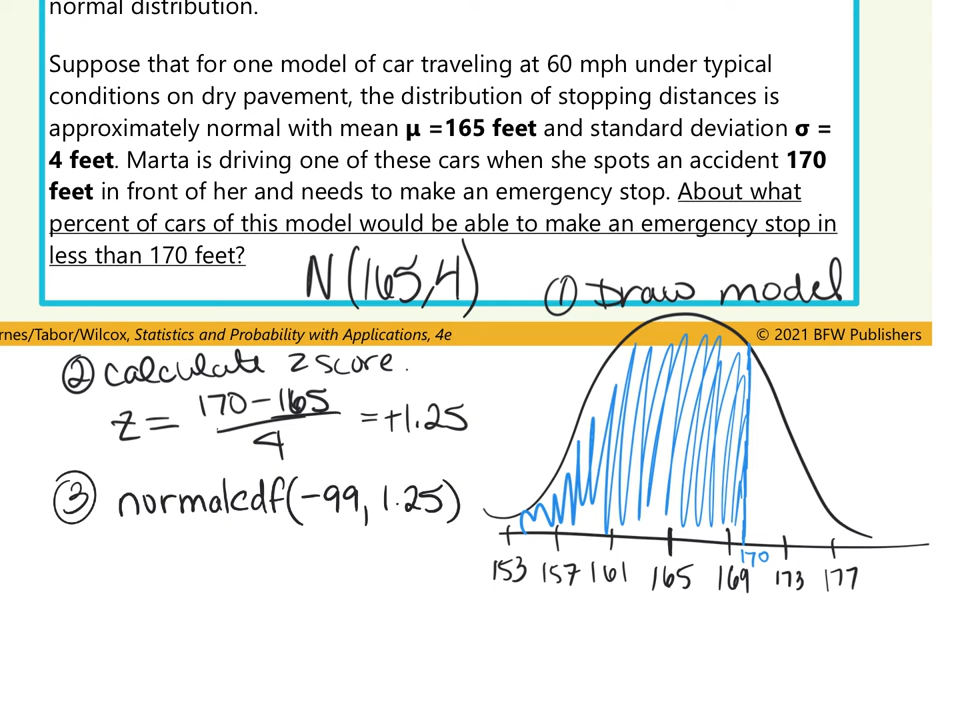 normal distribution.
Suppose that for one model of car traveling at 60 mph under typical
conditions on dry pavement, the distribution of stopping distances is
approximately normal with mean μ =165 feet and standard deviation σ =
4 feet. Marta is driving one of these cars when she spots an accident 170
feet in front of her and needs to make an emergency stop. About what
percent of cars of this model would be able to make an emergency stop in
less than 170 feet?
N(165,4)
① Draw model
rnes/Tabor/Wilcox, Statistics and Probability with Applications, 4e
© 2021 BFW Publishers
② calculate z score.
z = 170-165 / 4 = +1.25
③ normalcdf(-99, 1.25)
170
153 157 161 165 169 173 177